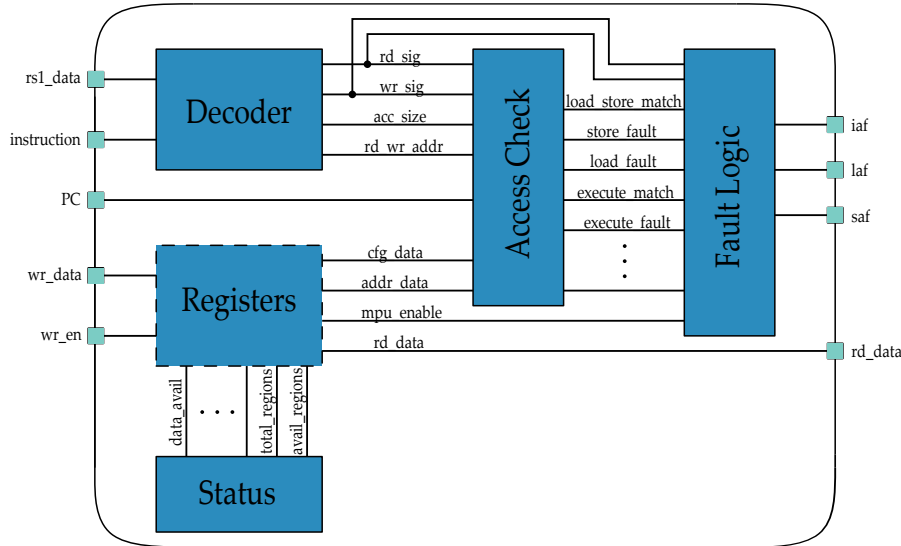 rs1_data
instruction
PC
wr_data
wr_en
Decoder
rd_sig
wr_sig
acc_size
rd_wr_addr
Registers
cfg_data
addr_data
mpu_enable
rd_data
data_avail
. . .
total_regions
avail_regions
Status
Access Check
load_store_match
store_fault
load_fault
execute_match
execute_fault
. . .
Fault Logic
iaf
laf
saf
rd_data